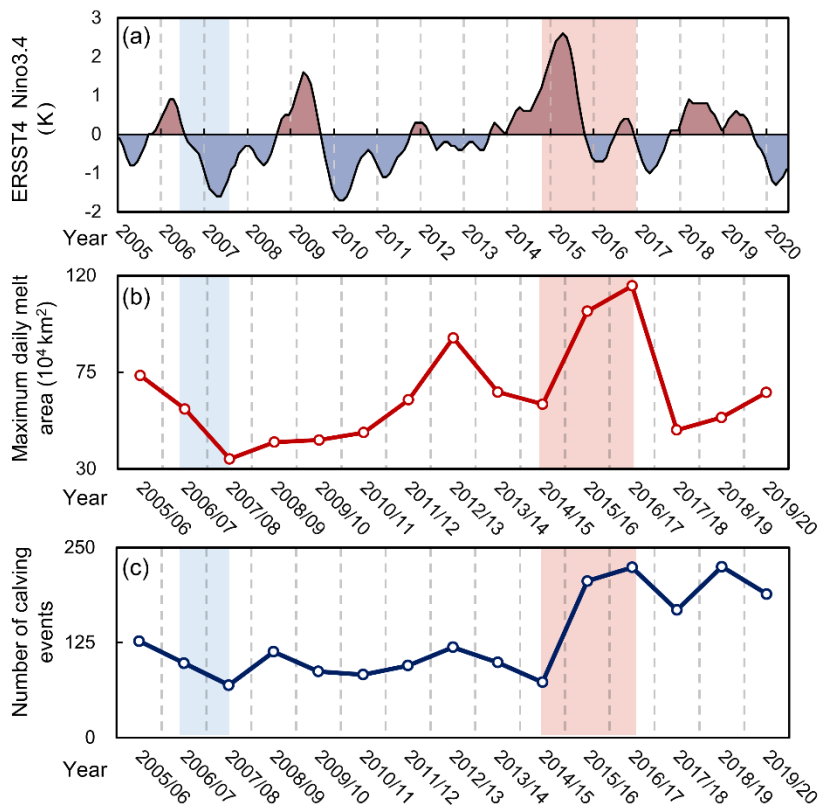 (a)
ERSST4 Nino3.4
(K)
3
2
1
0
-1
-2
Year
2005 2006 2007 2008 2009 2010 2011 2012 2013 2014 2015 2016 2017 2018 2019 2020
(b)
Maximum daily melt
area (10⁴ km²)
120
75
30
Year
2005/06 2006/07 2007/08 2008/09 2009/10 2010/11 2011/12 2012/13 2013/14 2014/15 2015/16 2016/17 2017/18 2018/19 2019/20
(c)
Number of calving
events
250
125
0
Year
2005/06 2006/07 2007/08 2008/09 2009/10 2010/11 2011/12 2012/13 2013/14 2014/15 2015/16 2016/17 2017/18 2018/19 2019/20